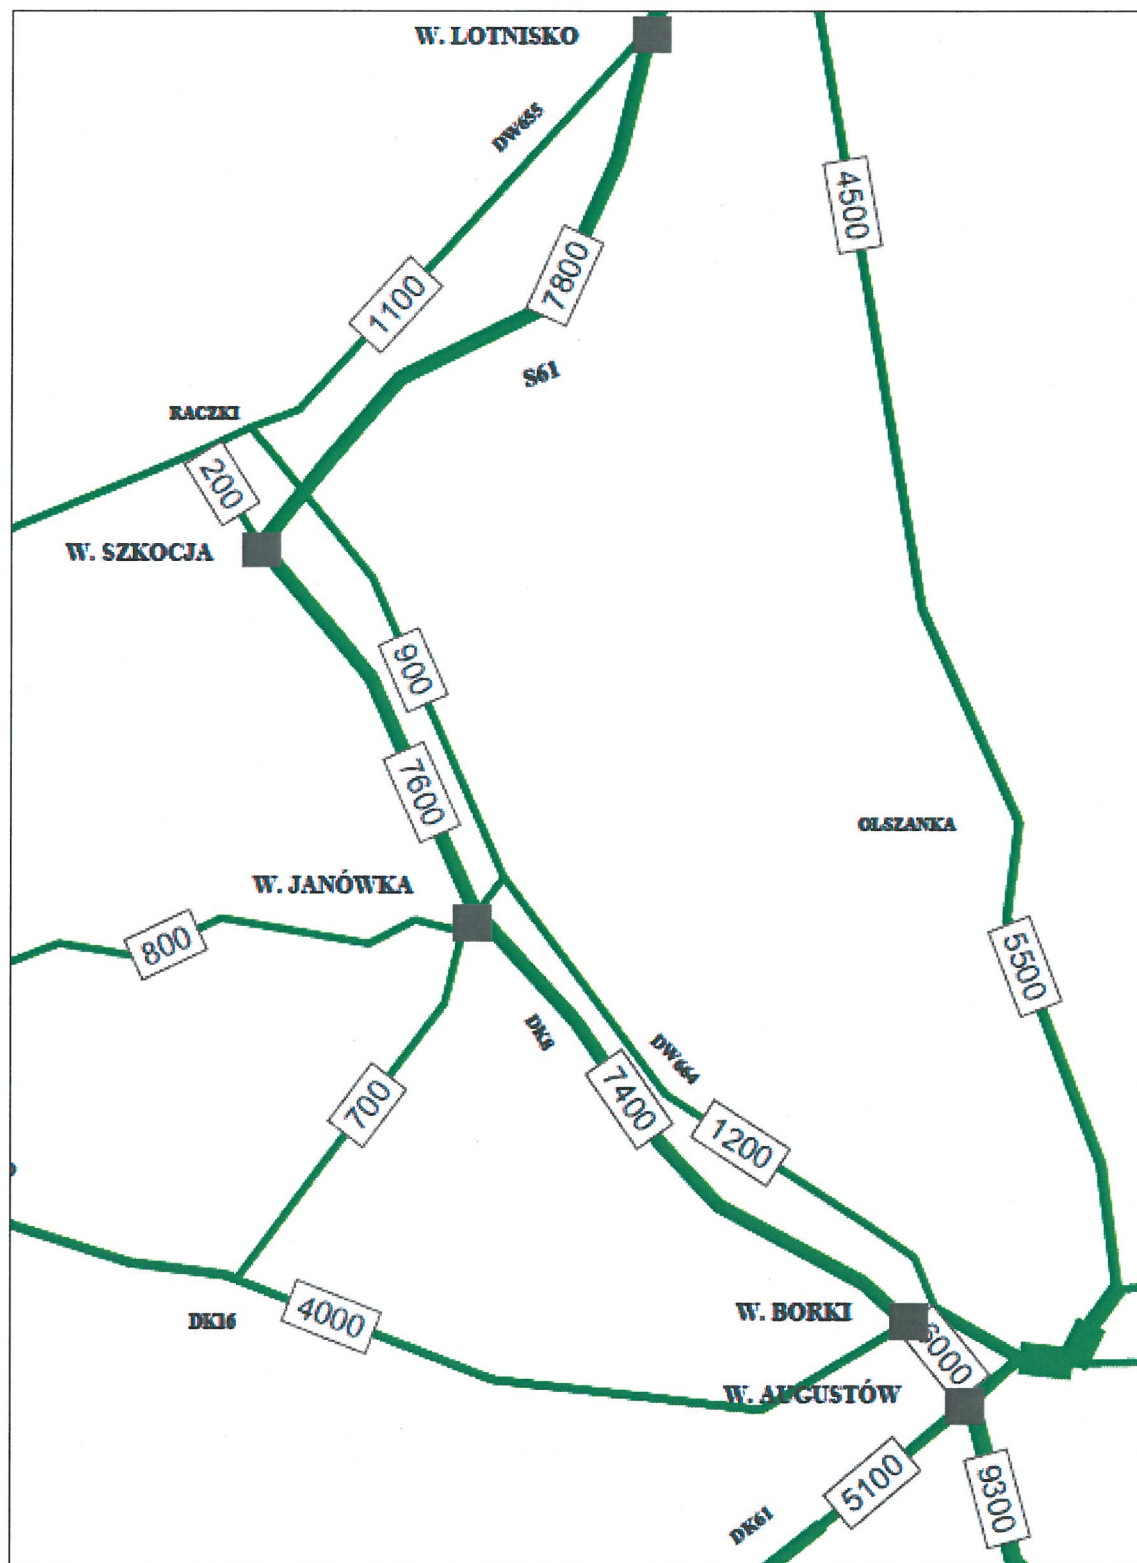 W. LOTNISKO
DW655
4500
7800
1100
S61
RACZKI
200
W. SZKOCJA
900
7600
OLSZANKA
W. JANÓWKA
800
5500
DK8
DW664
7400
700
1200
W. BORKI
DK16
4000
6000
W. AUGUSTÓW
5100
9300
DK61